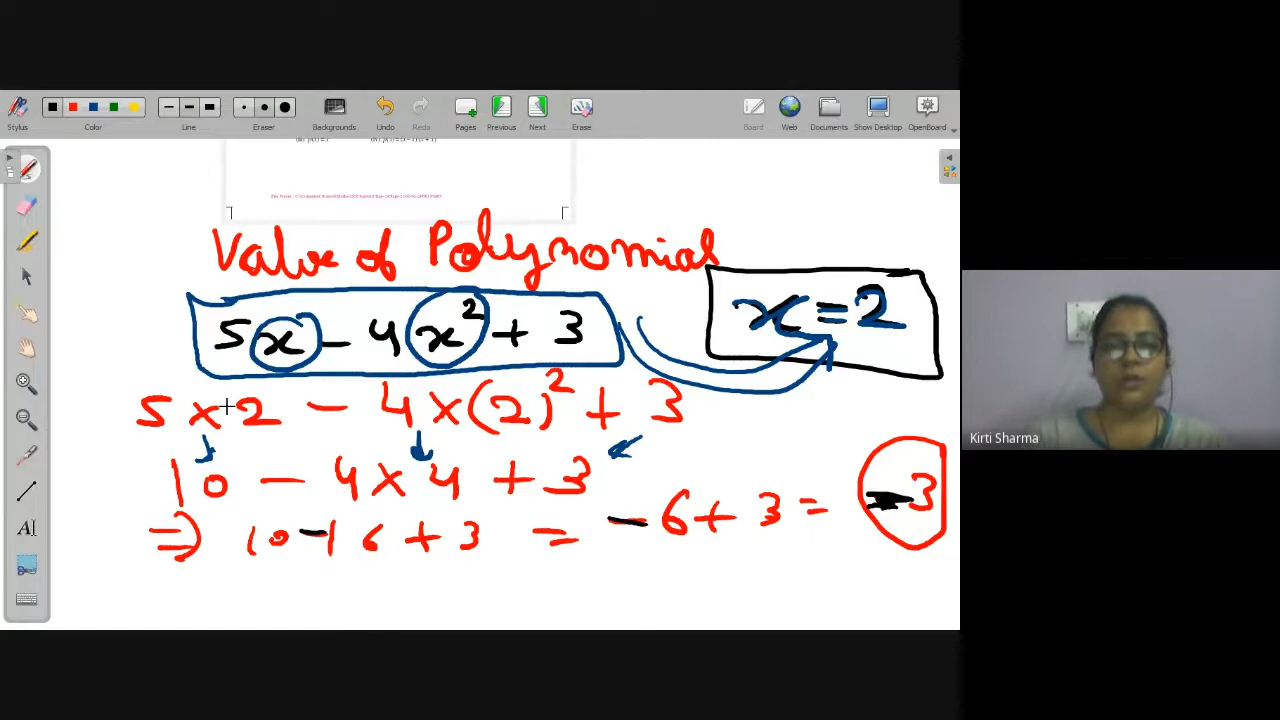 Stylus Color Line Eraser Backgrounds Undo Redo Pages Previous Next Erase Board Web Documents Show Desktop OpenBoard
Value of Polynomial
5x - 4x² + 3
x = 2
5 x 2 - 4 x (2)² + 3
10 - 4 x 4 + 3
⇒ 10 - 16 + 3 = - 6 + 3 = - 3
Kirti Sharma